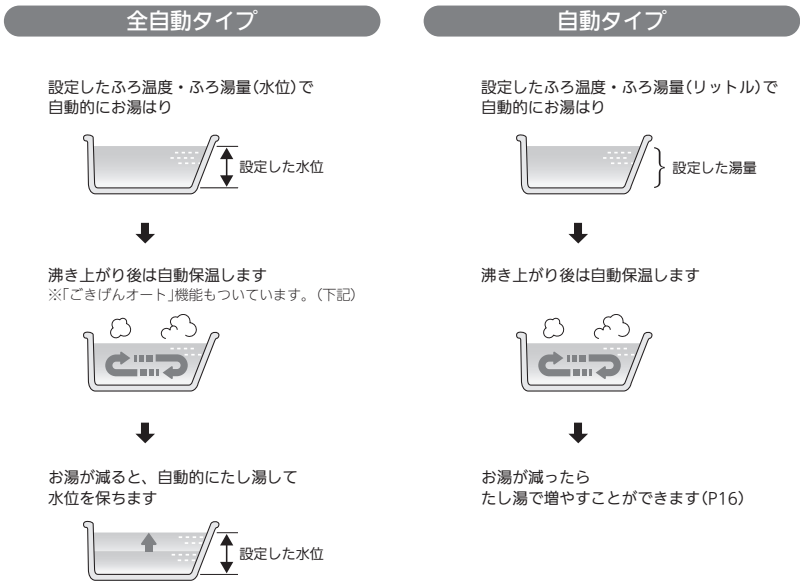 全自動タイプ
設定したふろ温度・ふろ湯量(水位)で
自動的にお湯はり
設定した水位
沸き上がり後は自動保温します
※「ごきげんオート」機能もついています。(下記)
お湯が減ると、自動的にたし湯して
水位を保ちます
設定した水位
自動タイプ
設定したふろ温度・ふろ湯量(リットル)で
自動的にお湯はり
設定した湯量
沸き上がり後は自動保温します
お湯が減ったら
たし湯で増やすことができます(P16)